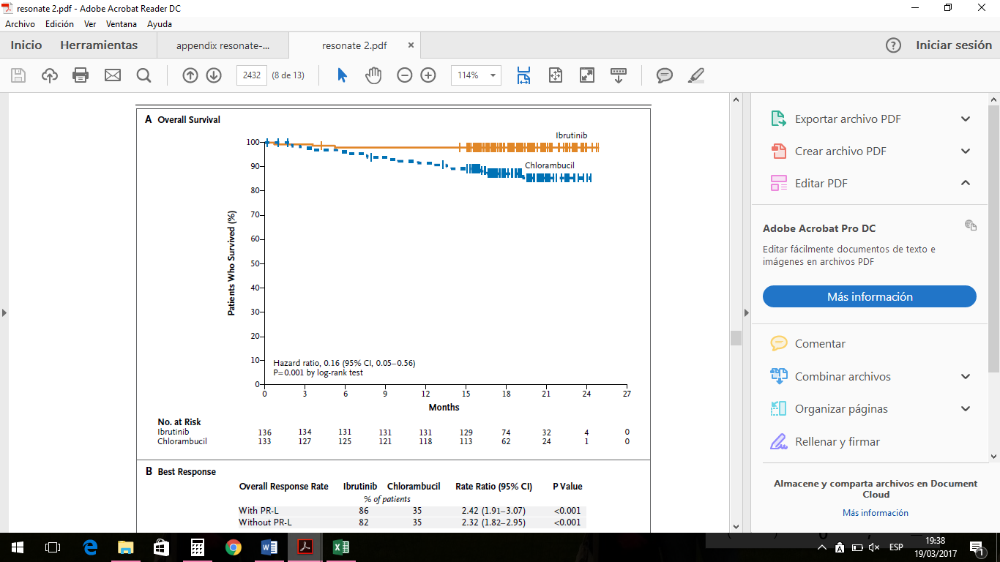 resonate 2.pdf - Adobe Acrobat Reader DC
Archivo Edición Ver Ventana Ayuda
Inicio Herramientas appendix resonate-... resonate 2.pdf × Iniciar sesión
2432 (8 de 13) 114%
A Overall Survival
Patients Who Survived (%)
100
90
80
70
60
50
40
30
20
10
0
Ibrutinib
Chlorambucil
Hazard ratio, 0.16 (95% CI, 0.05–0.56)
P=0.001 by log-rank test
0 3 6 9 12 15 18 21 24 27
Months
No. at Risk
Ibrutinib 136 134 131 131 131 129 74 32 4 0
Chlorambucil 133 127 125 121 118 113 62 24 1 0
B Best Response
Overall Response Rate Ibrutinib Chlorambucil Rate Ratio (95% CI) P Value
% of patients
With PR-L 86 35 2.42 (1.91–3.07) <0.001
Without PR-L 82 35 2.32 (1.82–2.95) <0.001
Exportar archivo PDF
Crear archivo PDF
Editar PDF
Adobe Acrobat Pro DC
Editar fácilmente documentos de texto e
imágenes en archivos PDF
Más información
Comentar
Combinar archivos
Organizar páginas
Rellenar y firmar
Almacene y comparta archivos en Document
Cloud
Más información
ESP
19:38
19/03/2017
1